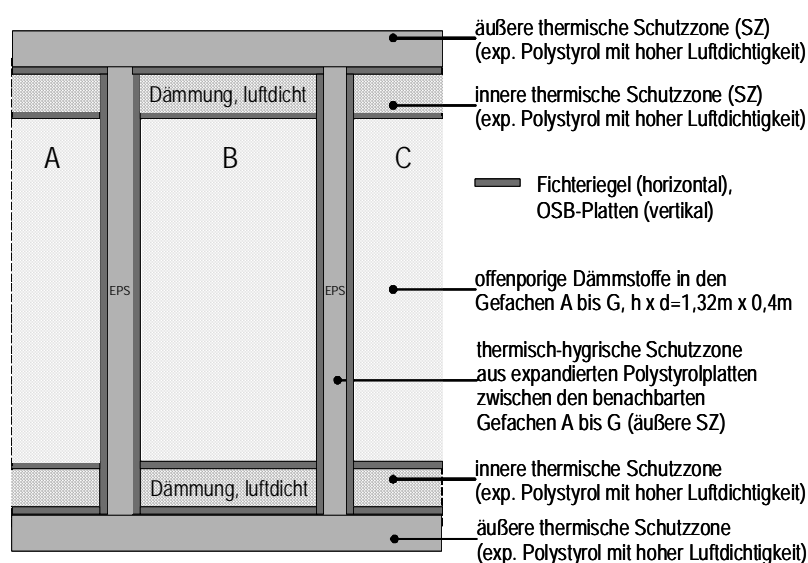 äußere thermische Schutzzone (SZ)
(exp. Polystyrol mit hoher Luftdichtigkeit)
Dämmung, luftdicht
innere thermische Schutzzone (SZ)
(exp. Polystyrol mit hoher Luftdichtigkeit)
A
B
C
Fichteriegel (horizontal),
OSB-Platten (vertikal)
EPS
EPS
offenporige Dämmstoffe in den
Gefachen A bis G, h x d=1,32m x 0,4m
thermisch-hygrische Schutzzone
aus expandierten Polystyrolplatten
zwischen den benachbarten
Gefachen A bis G (äußere SZ)
Dämmung, luftdicht
innere thermische Schutzzone
(exp. Polystyrol mit hoher Luftdichtigkeit)
äußere thermische Schutzzone
(exp. Polystyrol mit hoher Luftdichtigkeit)